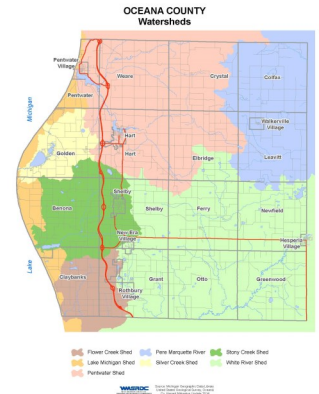 OCEANA COUNTY
Watersheds
Pentwater
Village
Weare
Crystal
Colfax
Pentwater
Michigan
Walkerville
Village
Hart
Hart
Golden
Elbridge
Leavitt
Shelby
Benona
Shelby
Ferry
Newfield
New Era
Village
Hesperia
Village
Lake
Claybanks
Grant
Otto
Greenwood
Rothbury
Village
Flower Creek Shed
Pere Marquette River
Stony Creek Shed
Lake Michigan Shed
Silver Creek Shed
White River Shed
Pentwater Shed
WMSRDC